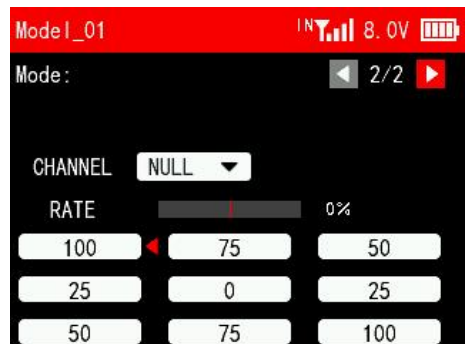 Model_01 IN 8.0V
Mode: 2/2
CHANNEL NULL
RATE 0%
100 75 50
25 0 25
50 75 100